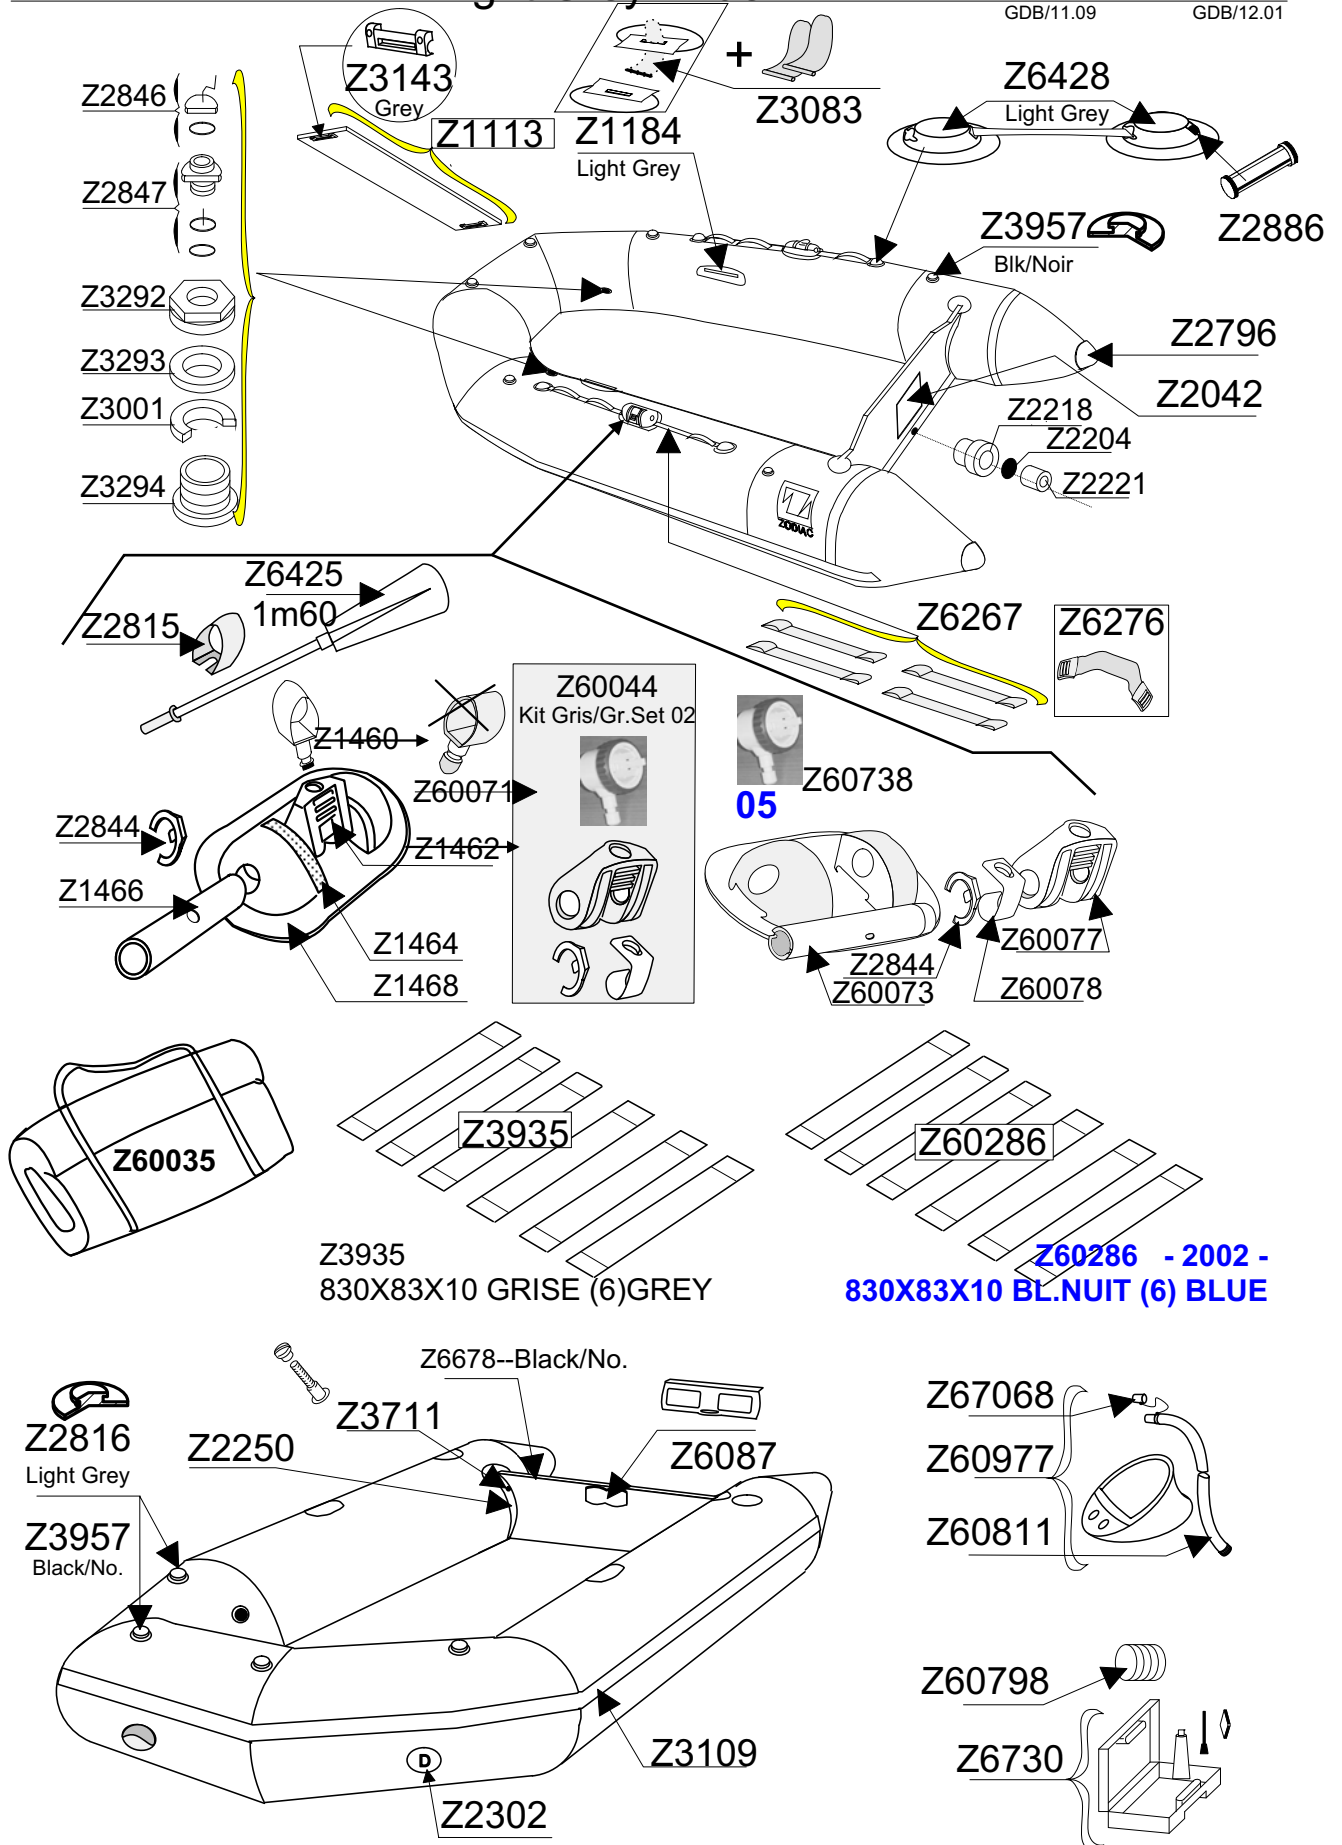 GDB/11.09
GDB/12.01
Z3143
Grey
Z1113
Z1184
Light Grey
+
Z3083
Z6428
Light Grey
Z2886
Z3957
Blk/Noir
Z2796
Z2042
Z2218
Z2204
Z2221
Z2846
Z2847
Z3292
Z3293
Z3001
Z3294
ZODIAC
Z6425
1m60
Z2815
Z6267
Z6276
Z60044
Kit Gris/Gr.Set 02
Z1460
Z60071
Z1462
Z2844
Z1466
Z1464
Z1468
Z60738
05
Z2844
Z60073
Z60077
Z60078
Z60035
Z3935
Z3935
830X83X10 GRISE (6)GREY
Z60286
Z60286 - 2002 -
830X83X10 BL.NUIT (6) BLUE
Z2816
Light Grey
Z3957
Black/No.
Z2250
Z3711
Z6678--Black/No.
Z6087
Z3109
D
Z2302
Z67068
Z60977
Z60811
Z60798
Z6730